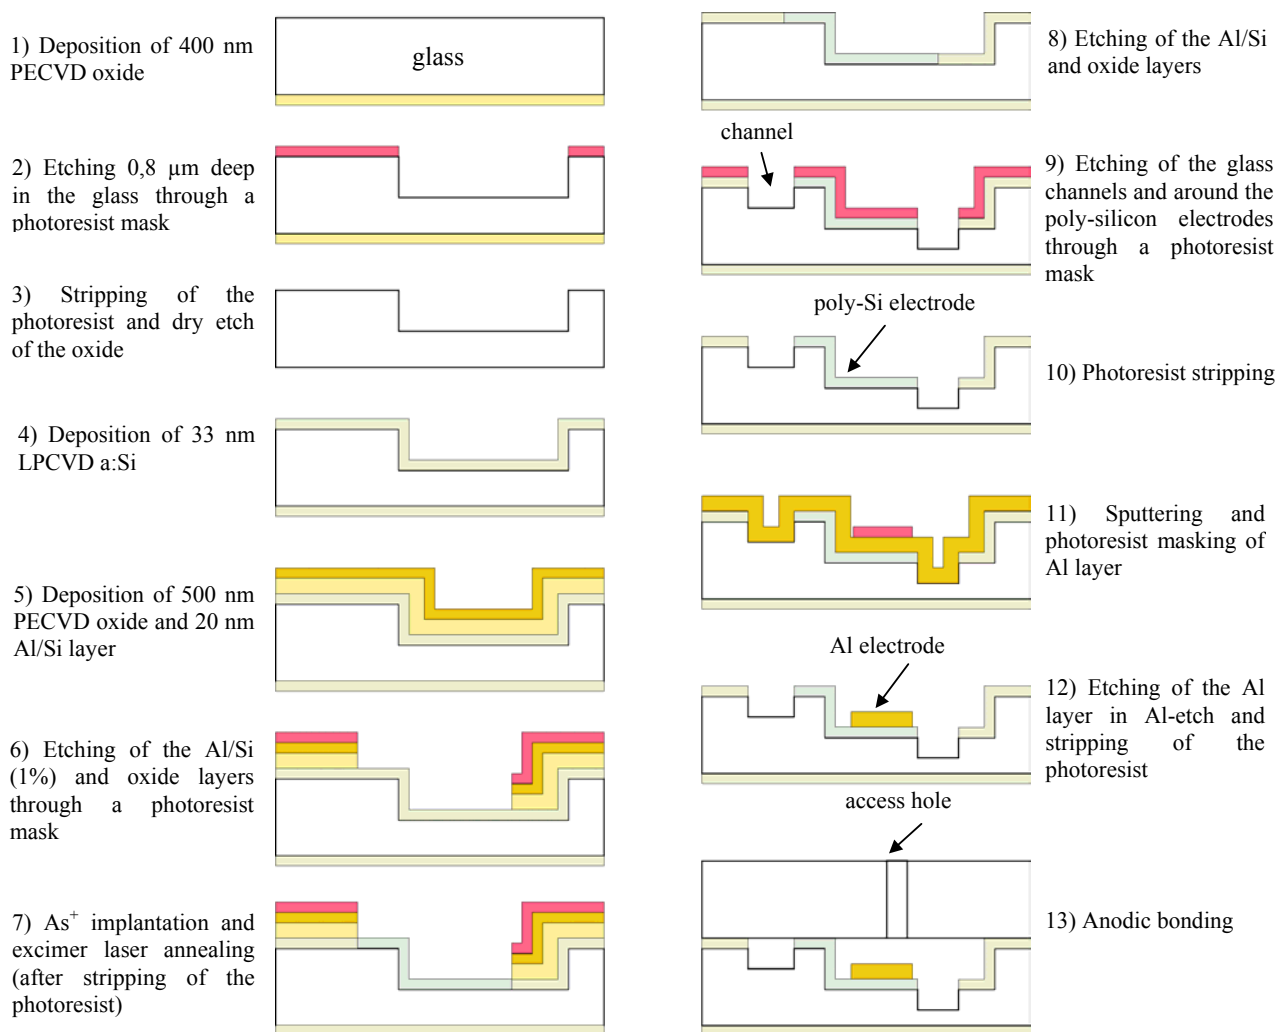 1) Deposition of 400 nm
PECVD oxide
glass
2) Etching 0,8 µm deep
in the glass through a
photoresist mask
3) Stripping of the
photoresist and dry etch
of the oxide
4) Deposition of 33 nm
LPCVD a:Si
5) Deposition of 500 nm
PECVD oxide and 20 nm
Al/Si layer
6) Etching of the Al/Si
(1%) and oxide layers
through a photoresist
mask
7) As⁺ implantation and
excimer laser annealing
(after stripping of the
photoresist)
8) Etching of the Al/Si
and oxide layers
channel
9) Etching of the glass
channels and around the
poly-silicon electrodes
through a photoresist
mask
poly-Si electrode
10) Photoresist stripping
11) Sputtering and
photoresist masking of
Al layer
Al electrode
12) Etching of the Al
layer in Al-etch and
stripping of the
photoresist
access hole
13) Anodic bonding